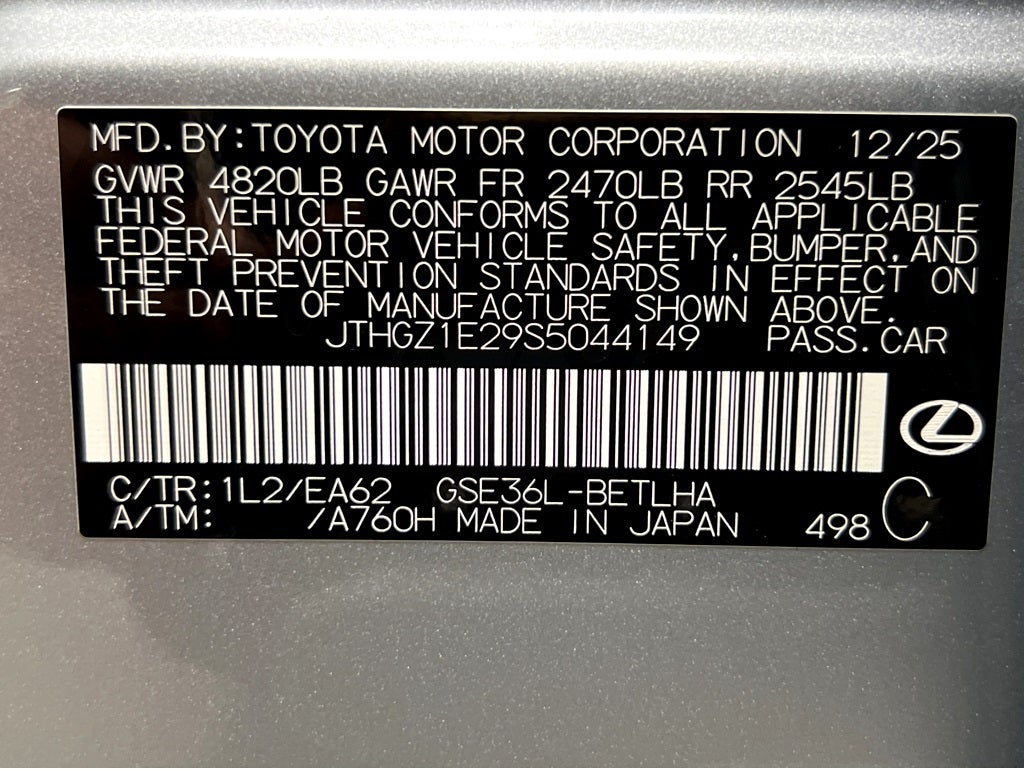 MFD.BY:TOYOTA MOTOR CORPORATION 12/25
GVWR 4820LB GAWR FR 2470LB RR 2545LB
THIS VEHICLE CONFORMS TO ALL APPLICABLE
FEDERAL MOTOR VEHICLE SAFETY,BUMPER,AND
THEFT PREVENTION STANDARDS IN EFFECT ON
THE DATE OF MANUFACTURE SHOWN ABOVE.
JTHGZ1E29S5044149 PASS.CAR
C/TR:1L2/EA62 GSE36L-BETLHA
A/TM: /A760H MADE IN JAPAN 498 C